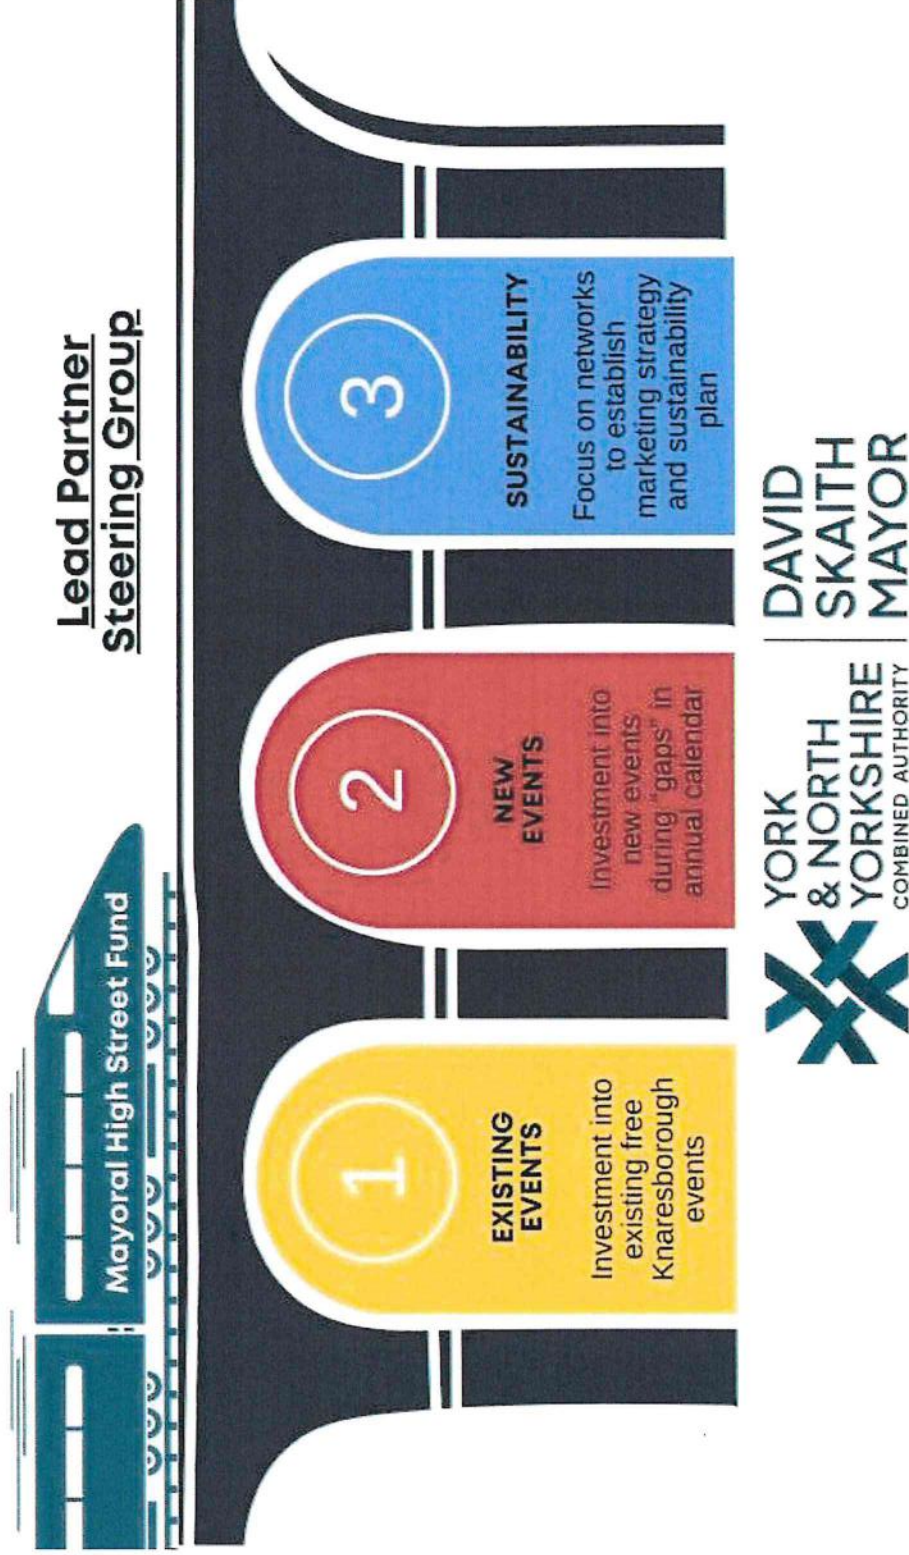 Lead Partner
Steering Group
Mayoral High Street Fund
1
EXISTING
EVENTS
Investment into
existing free
Knaresborough
events
2
NEW
EVENTS
Investment into
new events
during "gaps" in
annual calendar
3
SUSTAINABILITY
Focus on networks
to establish
marketing strategy
and sustainability
plan
YORK
& NORTH
YORKSHIRE
COMBINED AUTHORITY
DAVID
SKAITH
MAYOR